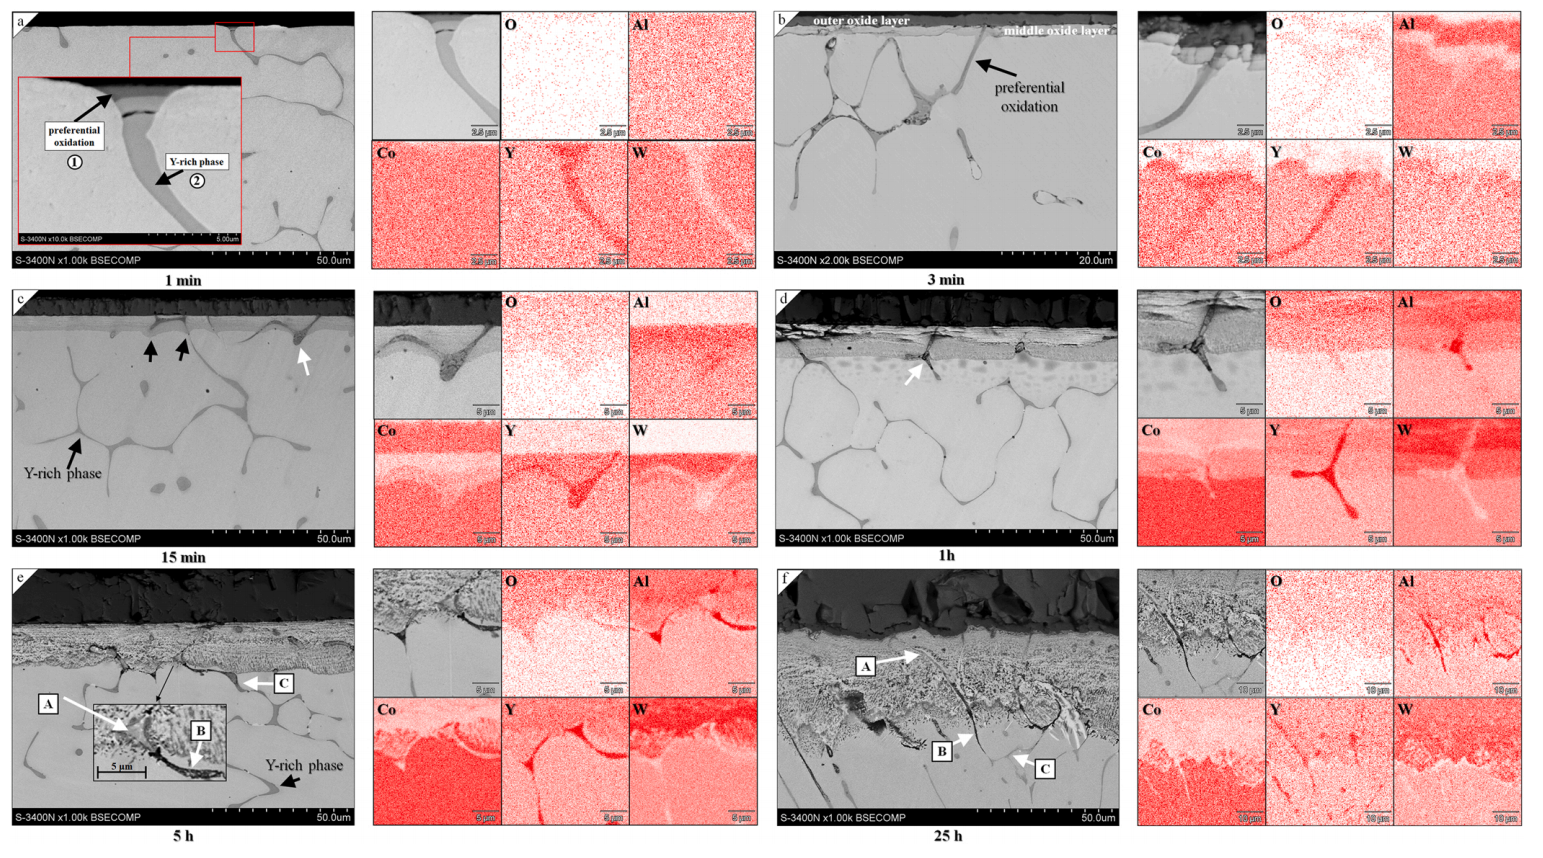 a
preferential
oxidation
①
Y-rich phase
②
S-3400N x10.0k BSECOMP 5.00um
S-3400N x1.00k BSECOMP 50.0um
1 min
2.5 μm
O
2.5 μm
Al
2.5 μm
Co
2.5 μm
Y
2.5 μm
W
2.5 μm
b
outer oxide layer
middle oxide layer
preferential
oxidation
S-3400N x2.00k BSECOMP 20.0um
3 min
2.5 μm
O
2.5 μm
Al
2.5 μm
Co
2.5 μm
Y
2.5 μm
W
2.5 μm
c
Y-rich phase
S-3400N x1.00k BSECOMP 50.0um
15 min
5 μm
O
5 μm
Al
5 μm
Co
5 μm
Y
5 μm
W
5 μm
d
S-3400N x1.00k BSECOMP 50.0um
1h
5 μm
O
5 μm
Al
5 μm
Co
5 μm
Y
5 μm
W
5 μm
e
A
C
B
5 μm
Y-rich phase
S-3400N x1.00k BSECOMP 50.0um
5 h
5 μm
O
5 μm
Al
5 μm
Co
5 μm
Y
5 μm
W
5 μm
f
A
B
C
S-3400N x1.00k BSECOMP 50.0um
25 h
10 μm
O
10 μm
Al
10 μm
Co
10 μm
Y
10 μm
W
10 μm